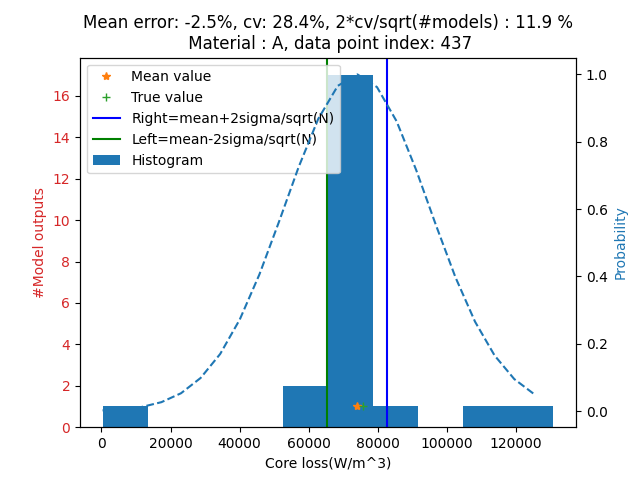 Mean error: -2.5%, cv: 28.4%, 2*cv/sqrt(#models) : 11.9 %
Material : A, data point index: 437
Mean value
True value
Right=mean+2sigma/sqrt(N)
Left=mean-2sigma/sqrt(N)
Histogram
#Model outputs
16
14
12
10
8
6
4
2
0
1.0
0.8
0.6
0.4
0.2
0.0
Probability
0 20000 40000 60000 80000 100000 120000
Core loss(W/m^3)